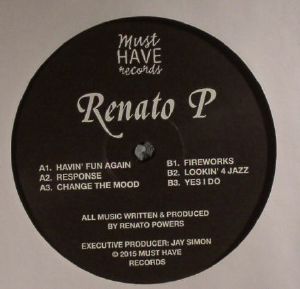 Must
HAVE
records
Renato P
A1. HAVIN' FUN AGAIN
A2. RESPONSE
A3. CHANGE THE MOOD
B1. FIREWORKS
B2. LOOKIN' 4 JAZZ
B3. YES I DO
ALL MUSIC WRITTEN & PRODUCED
BY RENATO POWERS
EXECUTIVE PRODUCER: JAY SIMON
© 2015 MUST HAVE
RECORDS